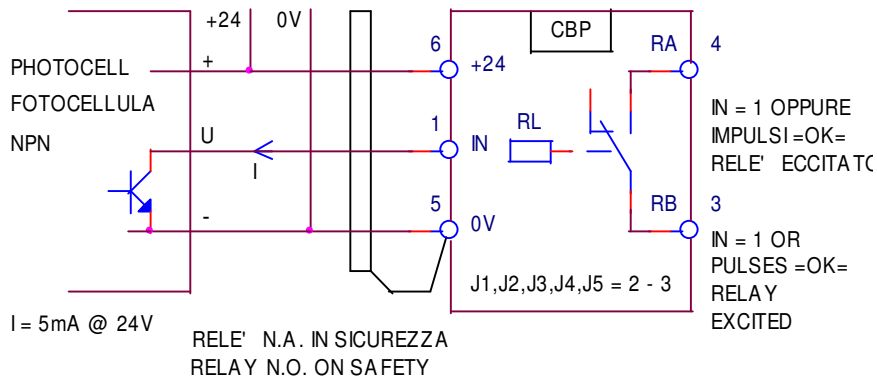 +24 0V
CBP
6 RA 4
PHOTOCELL + +24
FOTOCELLULA
NPN U 1 IN RL
I
IN = 1 OPPURE
IMPULSI =OK=
RELE' ECCITATO
- 5 0V RB 3
IN = 1 OR
PULSES =OK=
RELAY
EXCITED
J1,J2,J3,J4,J5 = 2 - 3
I = 5mA @ 24V
RELE' N.A. IN SICUREZZA
RELAY N.O. ON SAFETY